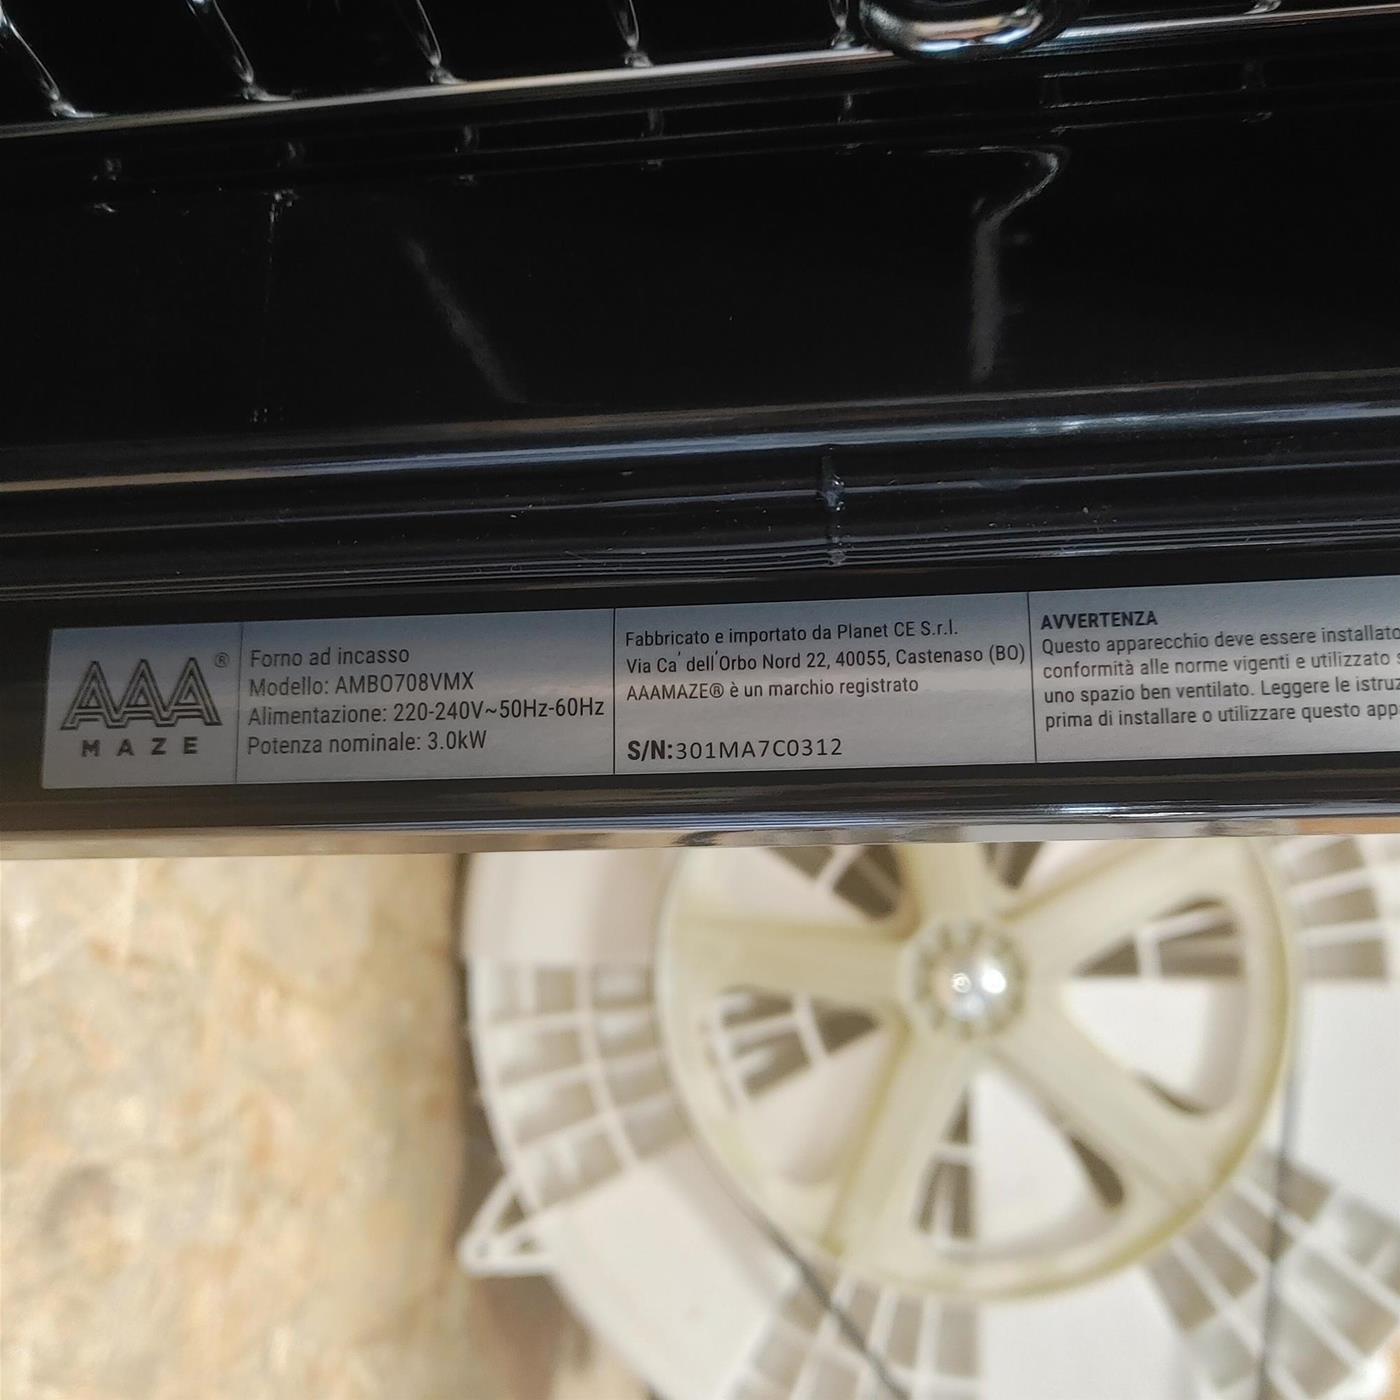 AAA®
MAZE
Forno ad incasso
Modello: AMBO708VMX
Alimentazione: 220-240V~50Hz-60Hz
Potenza nominale: 3.0kW
Fabbricato e importato da Planet CE S.r.l.
Via Ca' dell'Orbo Nord 22, 40055, Castenaso (BO)
AAAMAZE® è un marchio registrato
S/N:301MA7C0312
AVVERTENZA
Questo apparecchio deve essere installato
conformità alle norme vigenti e utilizzato
uno spazio ben ventilato. Leggere le
prima di installare o utilizzare questo